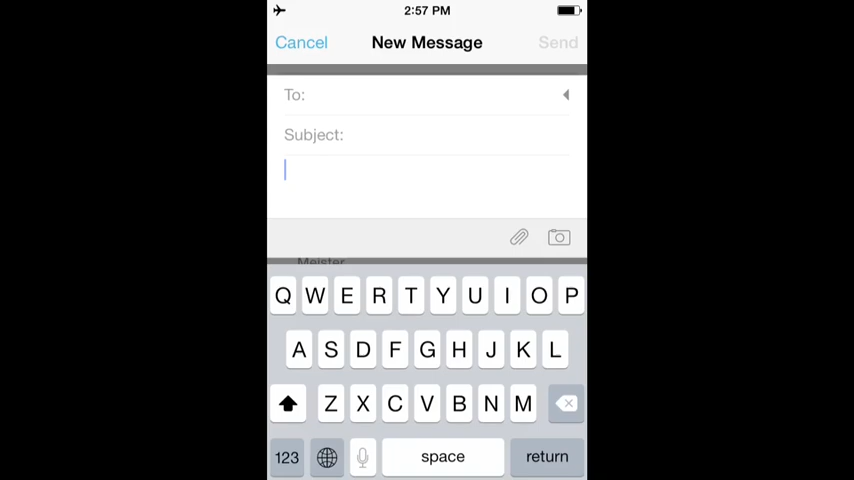 2:57 PM
Cancel New Message Send
To:
Subject:
Meister
Q W E R T Y U I O P
A S D F G H J K L
Z X C V B N M
123 space return